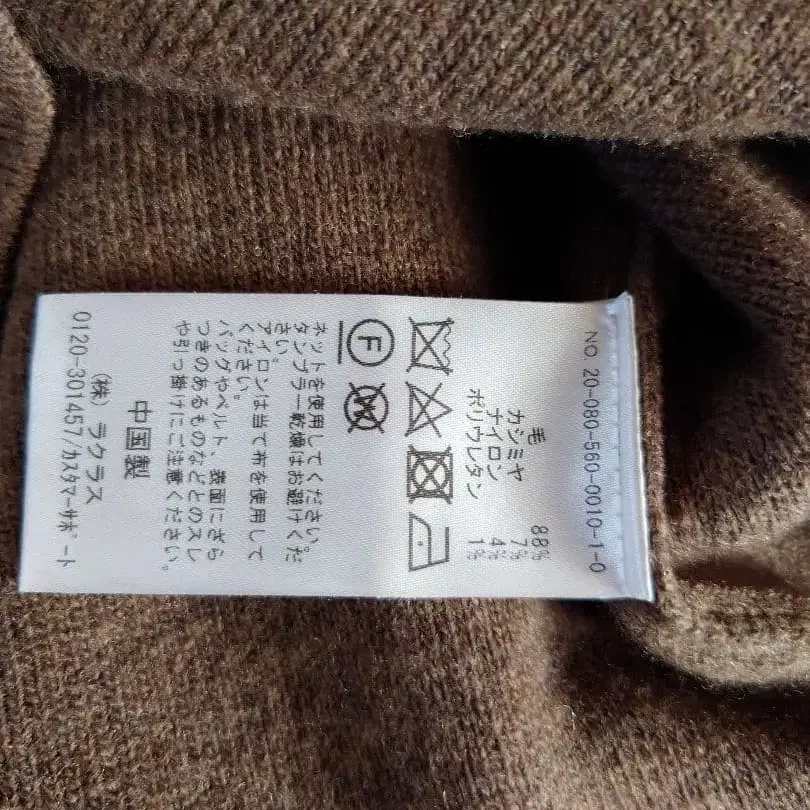 NO 20-080-560-0010-1-0
毛 88%
カシミヤ 7%
ナイロン 4%
ポリウレタン 1%
F
W
ネットを使用してください。
タンブラー乾燥はお避けくだ
さい。
アイロンは当て布を使用して
ください。
バッグやベルト、表面にざら
つきのあるものなどとのスレ
や引っ掛けにご注意ください。
中国製
(株) ラクラス
0120-301457/カスタマーサポート